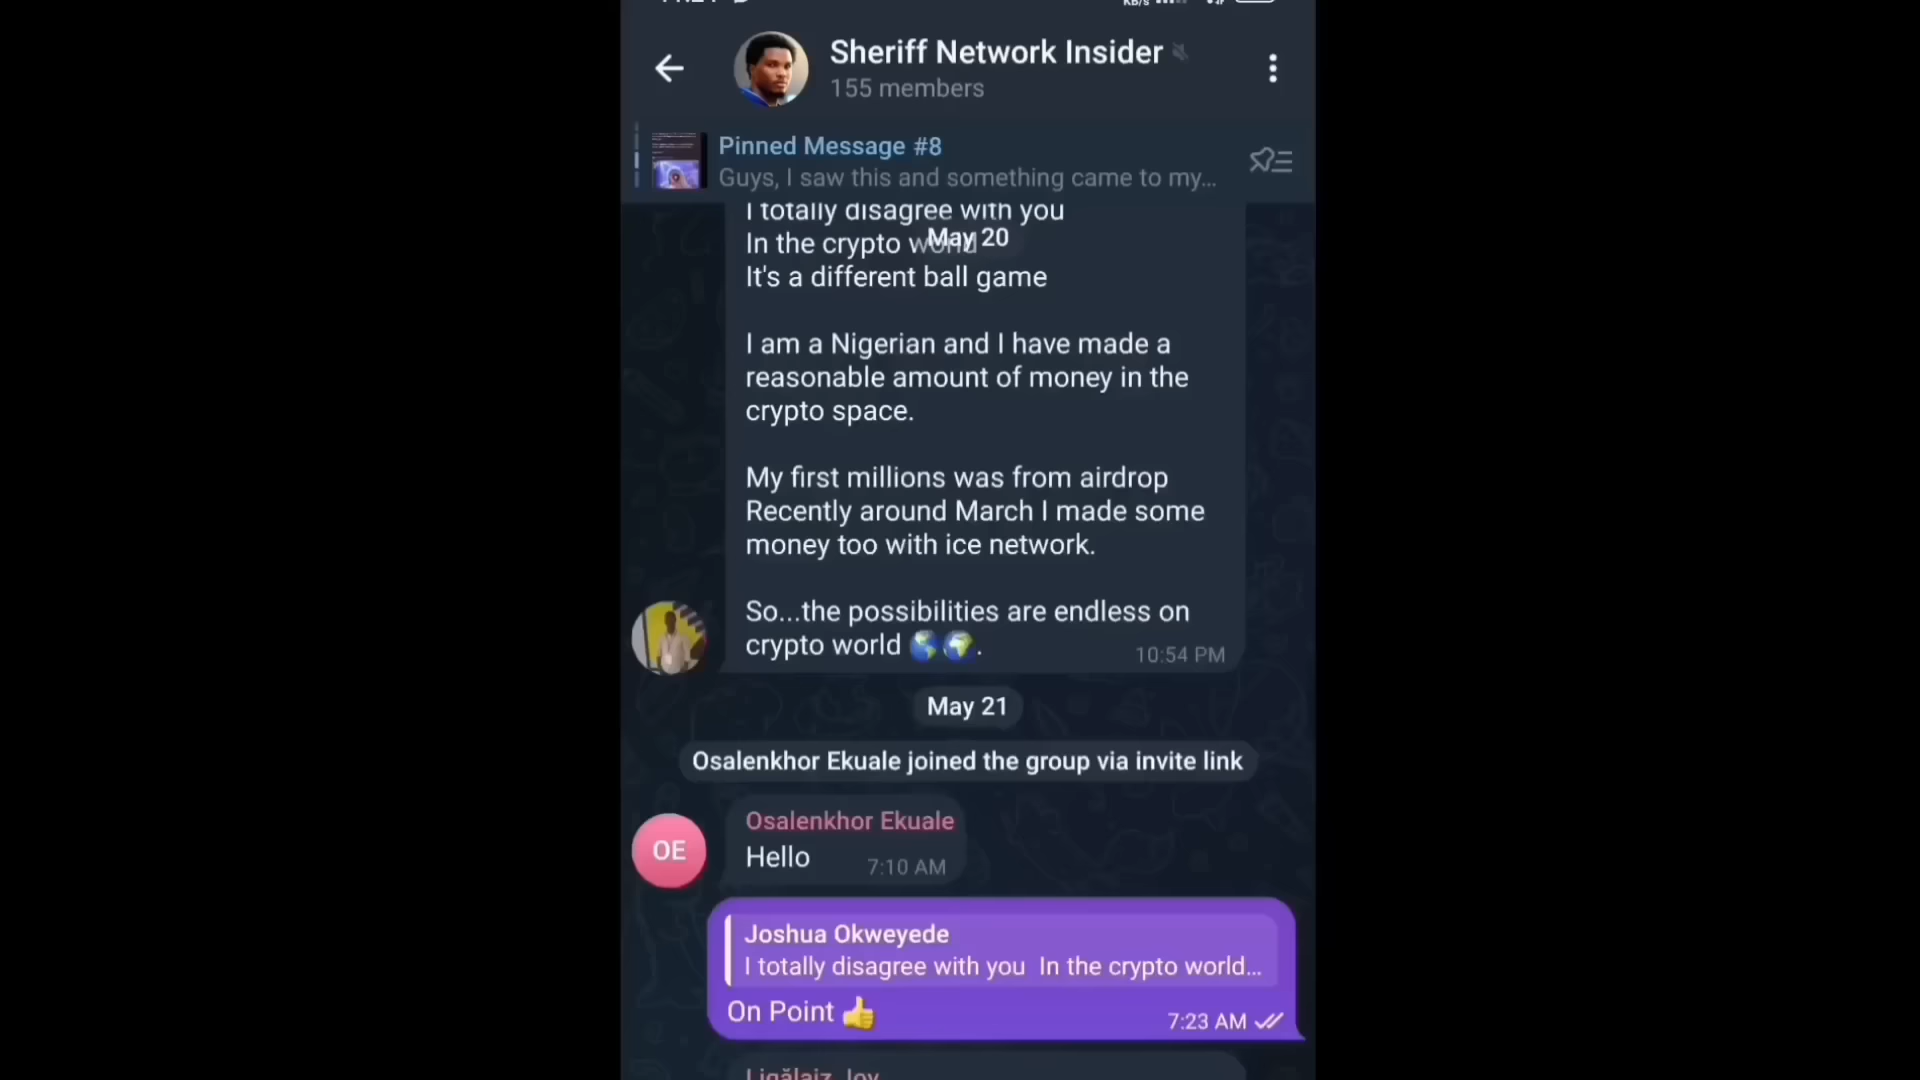 KB/s
Sheriff Network Insider
155 members
Pinned Message #8
Guys, I saw this and something came to my...
I totally disagree with you
In the crypto world
May 20
It's a different ball game
I am a Nigerian and I have made a
reasonable amount of money in the
crypto space.
My first millions was from airdrop
Recently around March I made some
money too with ice network.
So...the possibilities are endless on
crypto world 🌎🌍.
10:54 PM
May 21
Osalenkhor Ekuale joined the group via invite link
Osalenkhor Ekuale
OE
Hello
7:10 AM
Joshua Okweyede
I totally disagree with you In the crypto world...
On Point 👍
7:23 AM